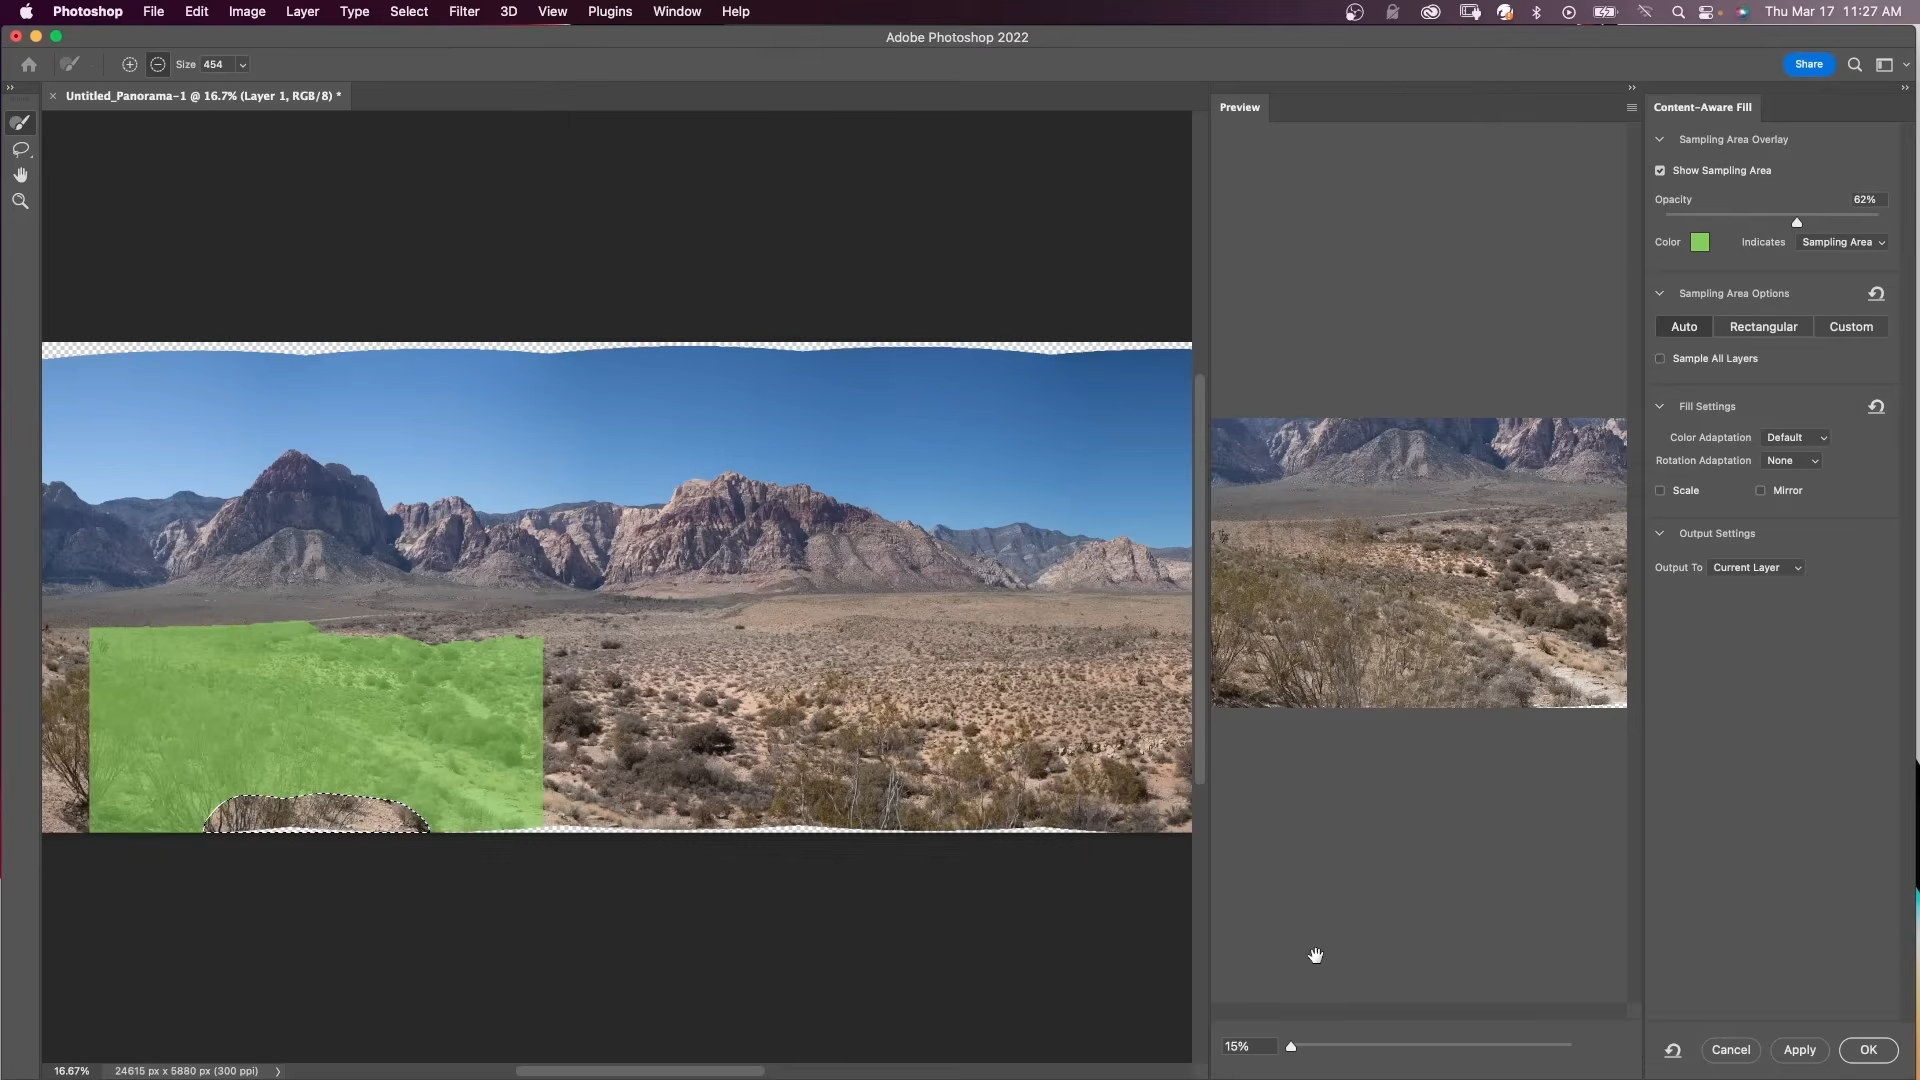 Photoshop File Edit Image Layer Type Select Filter 3D View Plugins Window Help Thu Mar 17 11:27 AM
Adobe Photoshop 2022
Size 454 Share
× Untitled_Panorama-1 @ 16.7% (Layer 1, RGB/8) *
Preview
Content-Aware Fill
Sampling Area Overlay
Show Sampling Area
Opacity 62%
Color Indicates Sampling Area
Sampling Area Options
Auto Rectangular Custom
Sample All Layers
Fill Settings
Color Adaptation Default
Rotation Adaptation None
Scale Mirror
Output Settings
Output To Current Layer
15%
Cancel Apply OK
16.67% 24615 px x 5880 px (300 ppi)